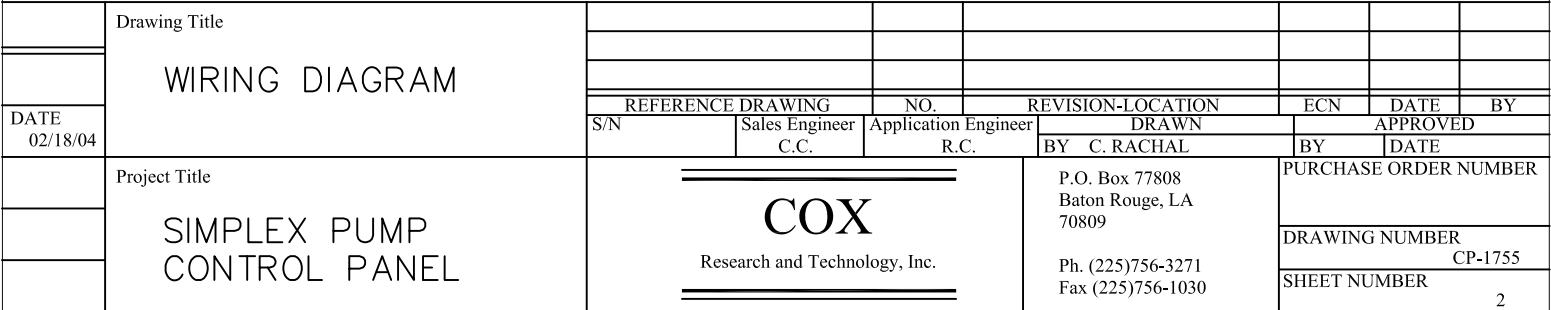 Drawing Title
WIRING DIAGRAM
REFERENCE DRAWING NO. REVISION-LOCATION ECN DATE BY
DATE
02/18/04
S/N Sales Engineer Application Engineer DRAWN APPROVED
C.C. R.C. BY C. RACHAL BY DATE
Project Title
SIMPLEX PUMP
CONTROL PANEL
COX
Research and Technology, Inc.
P.O. Box 77808
Baton Rouge, LA
70809
Ph. (225)756-3271
Fax (225)756-1030
PURCHASE ORDER NUMBER
DRAWING NUMBER
CP-1755
SHEET NUMBER
2